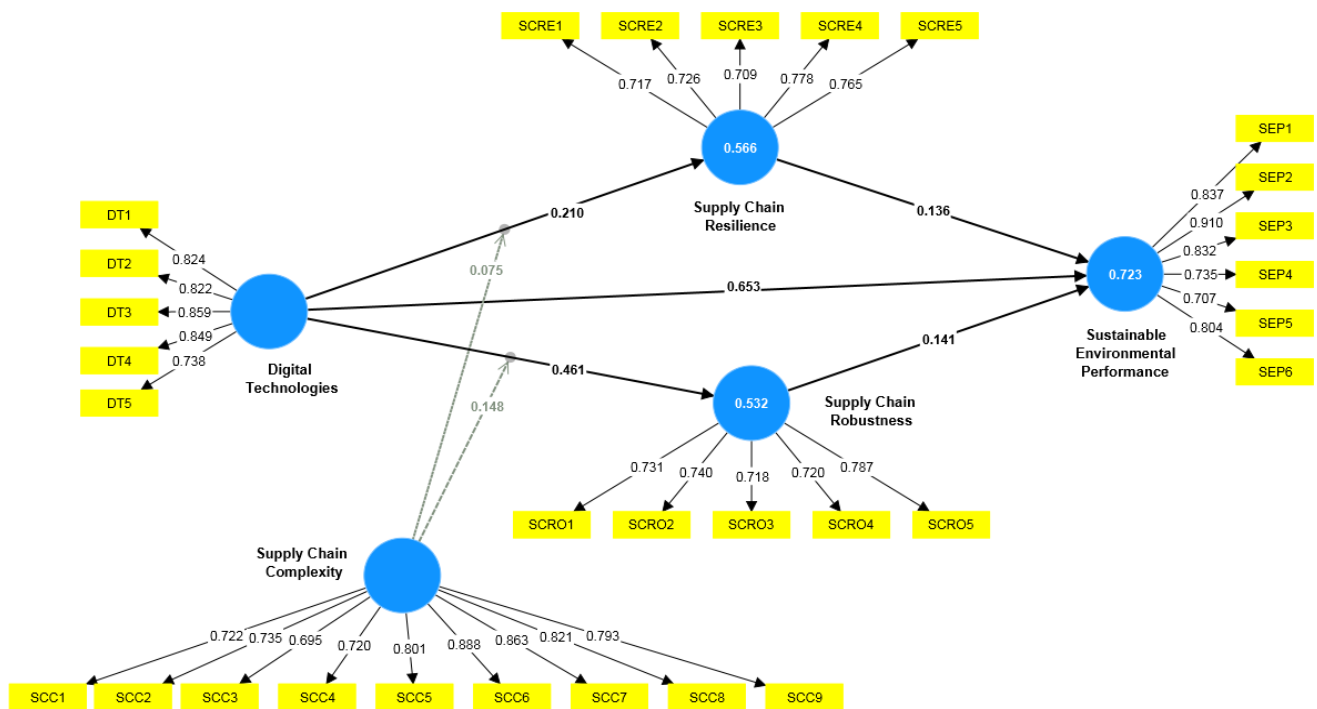 SCRE1 SCRE2 SCRE3 SCRE4 SCRE5
0.717 0.726 0.709 0.778 0.765
0.566
Supply Chain
Resilience
SEP1
SEP2
SEP3
SEP4
SEP5
SEP6
0.837
0.910
0.832
0.735
0.707
0.804
0.723
Sustainable
Environmental
Performance
DT1
DT2
DT3
DT4
DT5
0.824
0.822
0.859
0.849
0.738
Digital
Technologies
0.210
0.136
0.075
0.653
0.461
0.141
0.148
0.532
Supply Chain
Robustness
0.731 0.740 0.718 0.720 0.787
SCRO1 SCRO2 SCRO3 SCRO4 SCRO5
Supply Chain
Complexity
0.722 0.735 0.695 0.720 0.801 0.888 0.863 0.821 0.793
SCC1 SCC2 SCC3 SCC4 SCC5 SCC6 SCC7 SCC8 SCC9